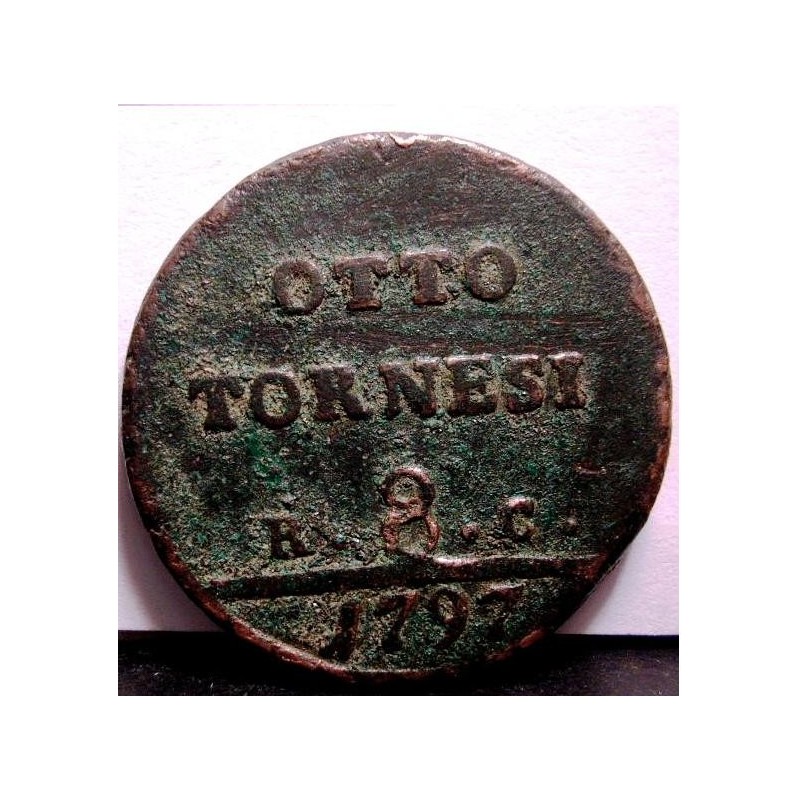 OTTO
TORNESI
R. 8 . C .
1797